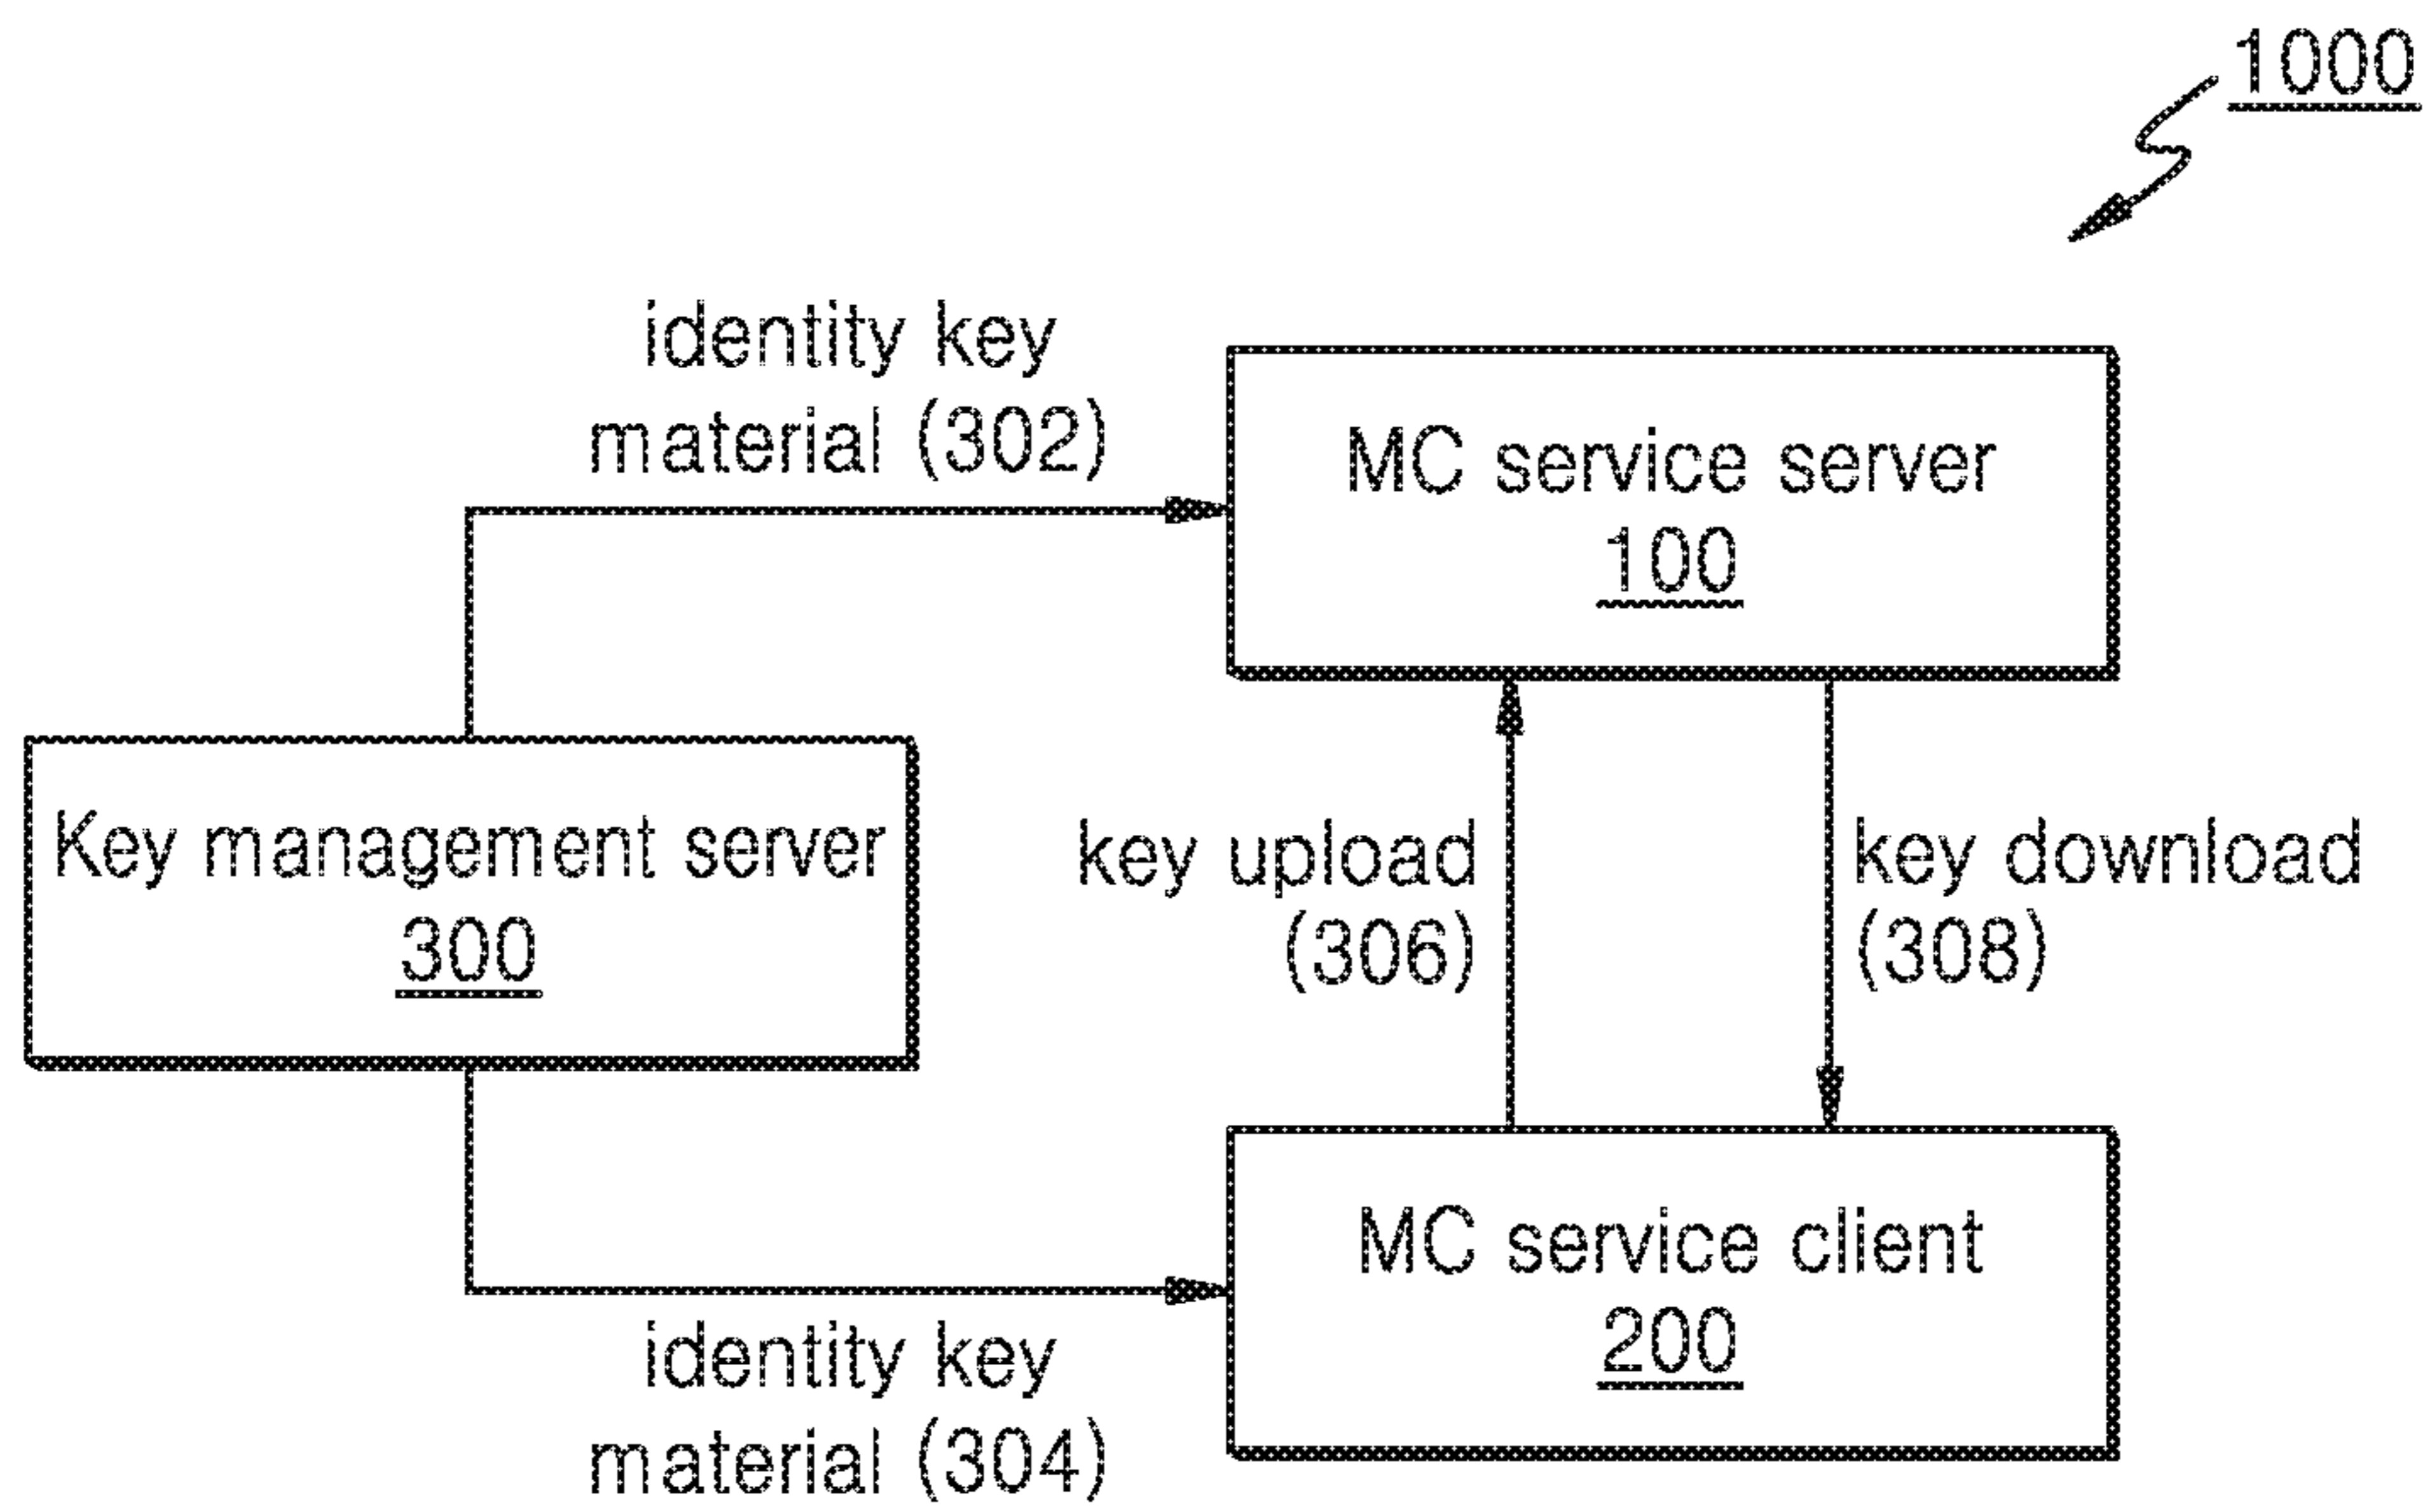 1000
identity key
material (302)
MC service server
100
Key management server
300
key upload
(306)
key download
(308)
MC service client
200
identity key
material (304)